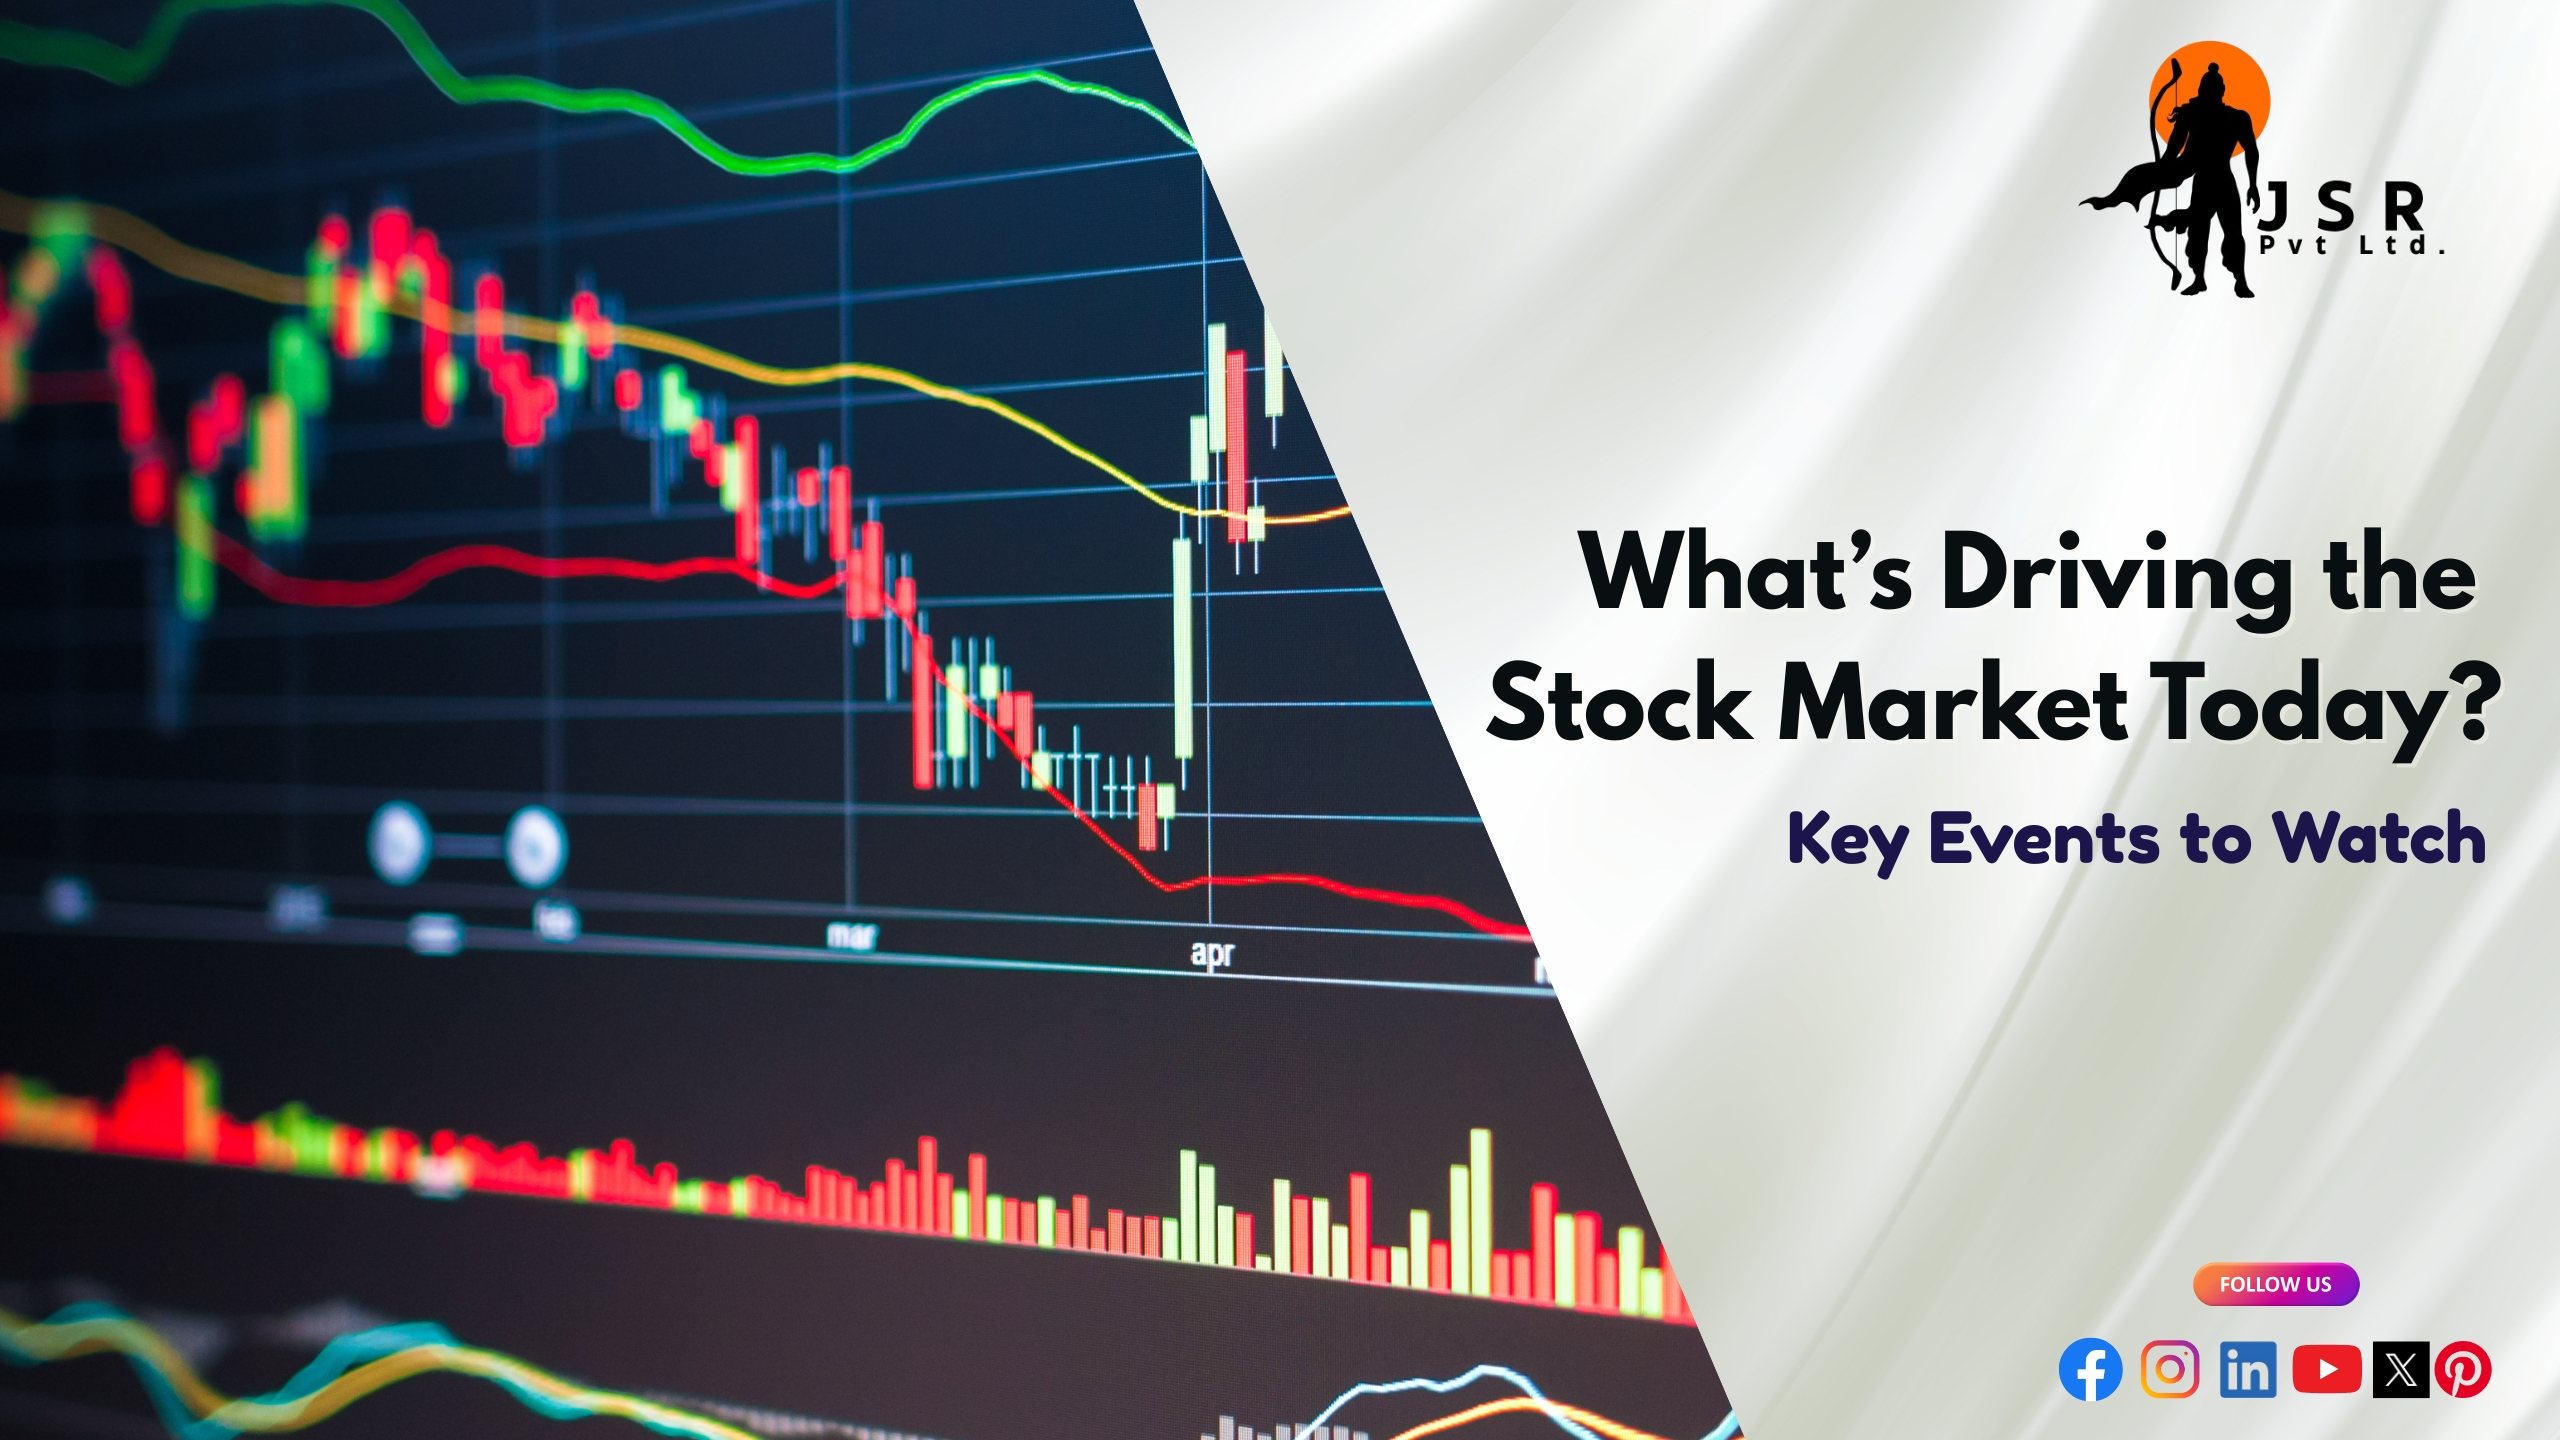 JSR
Pvt Ltd.
What's Driving the
Stock Market Today?
Key Events to Watch
mar
apr
FOLLOW US